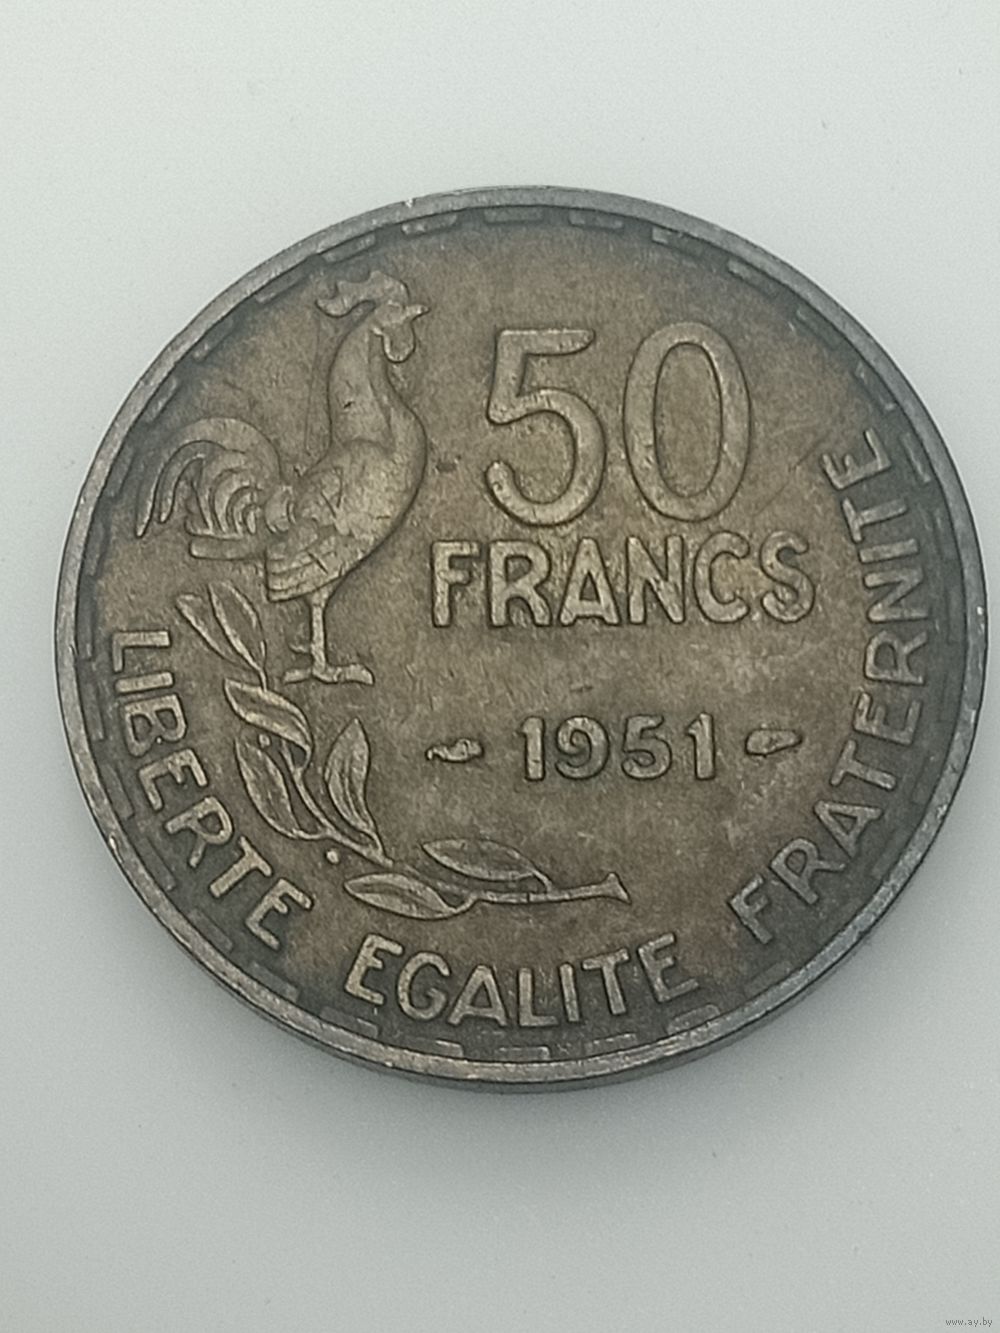 50
FRANCS
- 1951 -
LIBERTE EGALITE FRATERNITE
www.ay.by